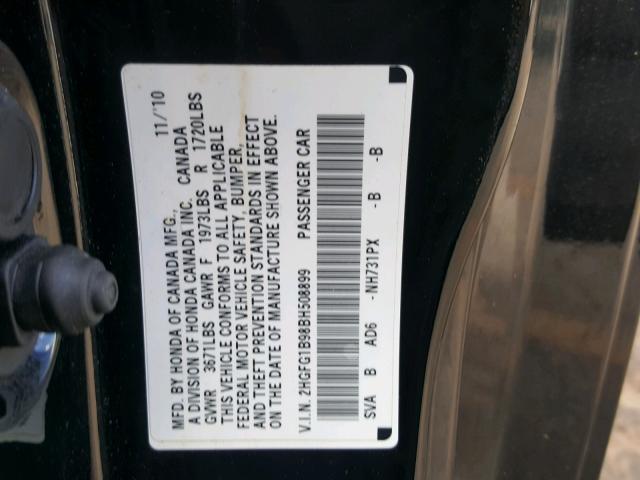 MFD. BY HONDA OF CANADA MFG., 11/'10
A DIVISION OF HONDA CANADA INC. CANADA
GVWR 3671LBS GAWR F 1973LBS R 1720LBS
THIS VEHICLE CONFORMS TO ALL APPLICABLE
FEDERAL MOTOR VEHICLE SAFETY, BUMPER,
AND THEFT PREVENTION STANDARDS IN EFFECT
ON THE DATE OF MANUFACTURE SHOWN ABOVE.
V.I.N. 2HGFG1B98BH508899 PASSENGER CAR
SVA B AD6 -NH731PX -B -B